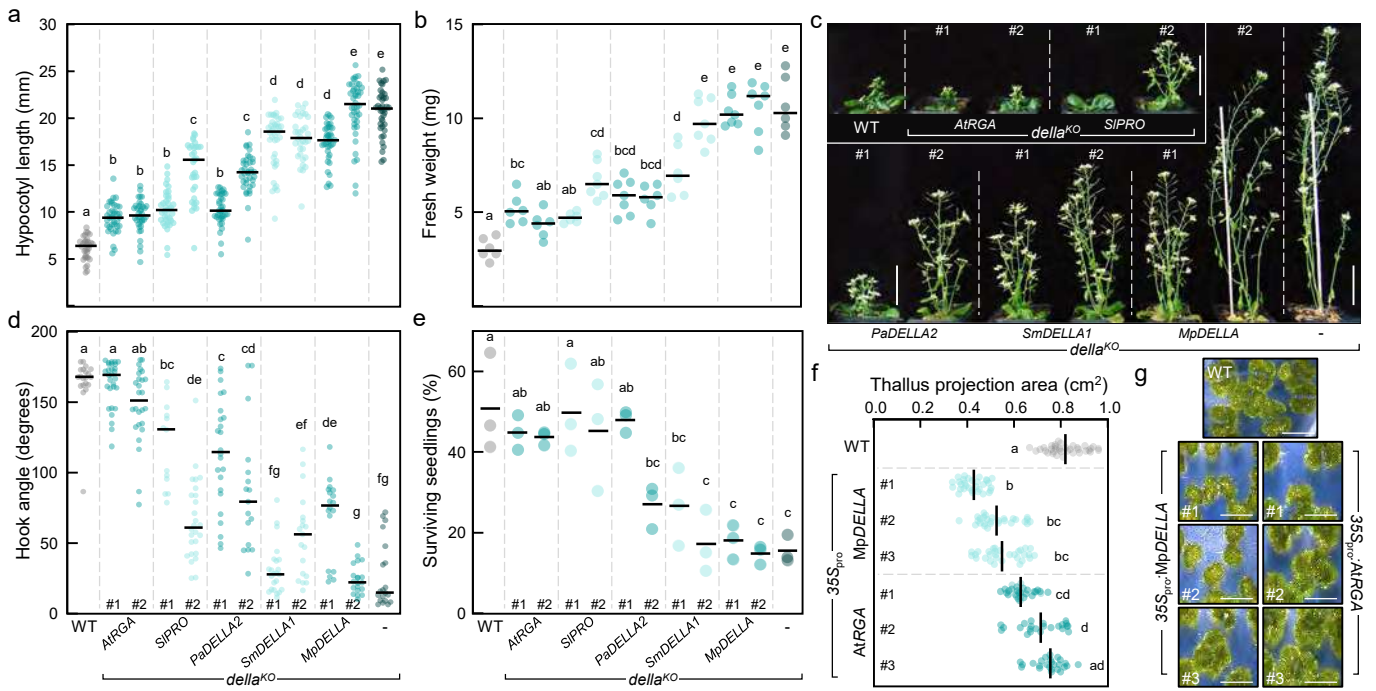 a
Hypocotyl length (mm)
30
25
20
15
10
5
a
b
b
b
c
b
c
d
d
d
e
e
b
Fresh weight (mg)
15
10
5
a
bc
ab
ab
cd
bcd
bcd
d
e
e
e
e
c
#1
#2
#1
#2
#2
WT
AtRGA
SlPRO
dellaKO
#1
#2
#1
#2
#1
PaDELLA2
SmDELLA1
MpDELLA
-
dellaKO
d
Hook angle (degrees)
200
150
100
50
0
a
a
ab
bc
de
c
cd
fg
ef
de
g
fg
#1
#2
#1
#2
#1
#2
#1
#2
#1
#2
WT
AtRGA
SlPRO
PaDELLA2
SmDELLA1
MpDELLA
-
dellaKO
e
Surviving seedlings (%)
60
40
20
0
a
ab
ab
a
ab
ab
bc
bc
c
c
c
c
#1
#2
#1
#2
#1
#2
#1
#2
#1
#2
WT
AtRGA
SlPRO
PaDELLA2
SmDELLA1
MpDELLA
-
dellaKO
f
Thallus projection area (cm2)
0.0 0.2 0.4 0.6 0.8 1.0
WT
a
#1
b
#2
bc
#3
bc
#1
cd
#2
d
#3
ad
MpDELLA
AtRGA
35Spro
g
WT
#1
#1
#2
#2
#3
#3
35Spro:MpDELLA
35Spro:AtRGA